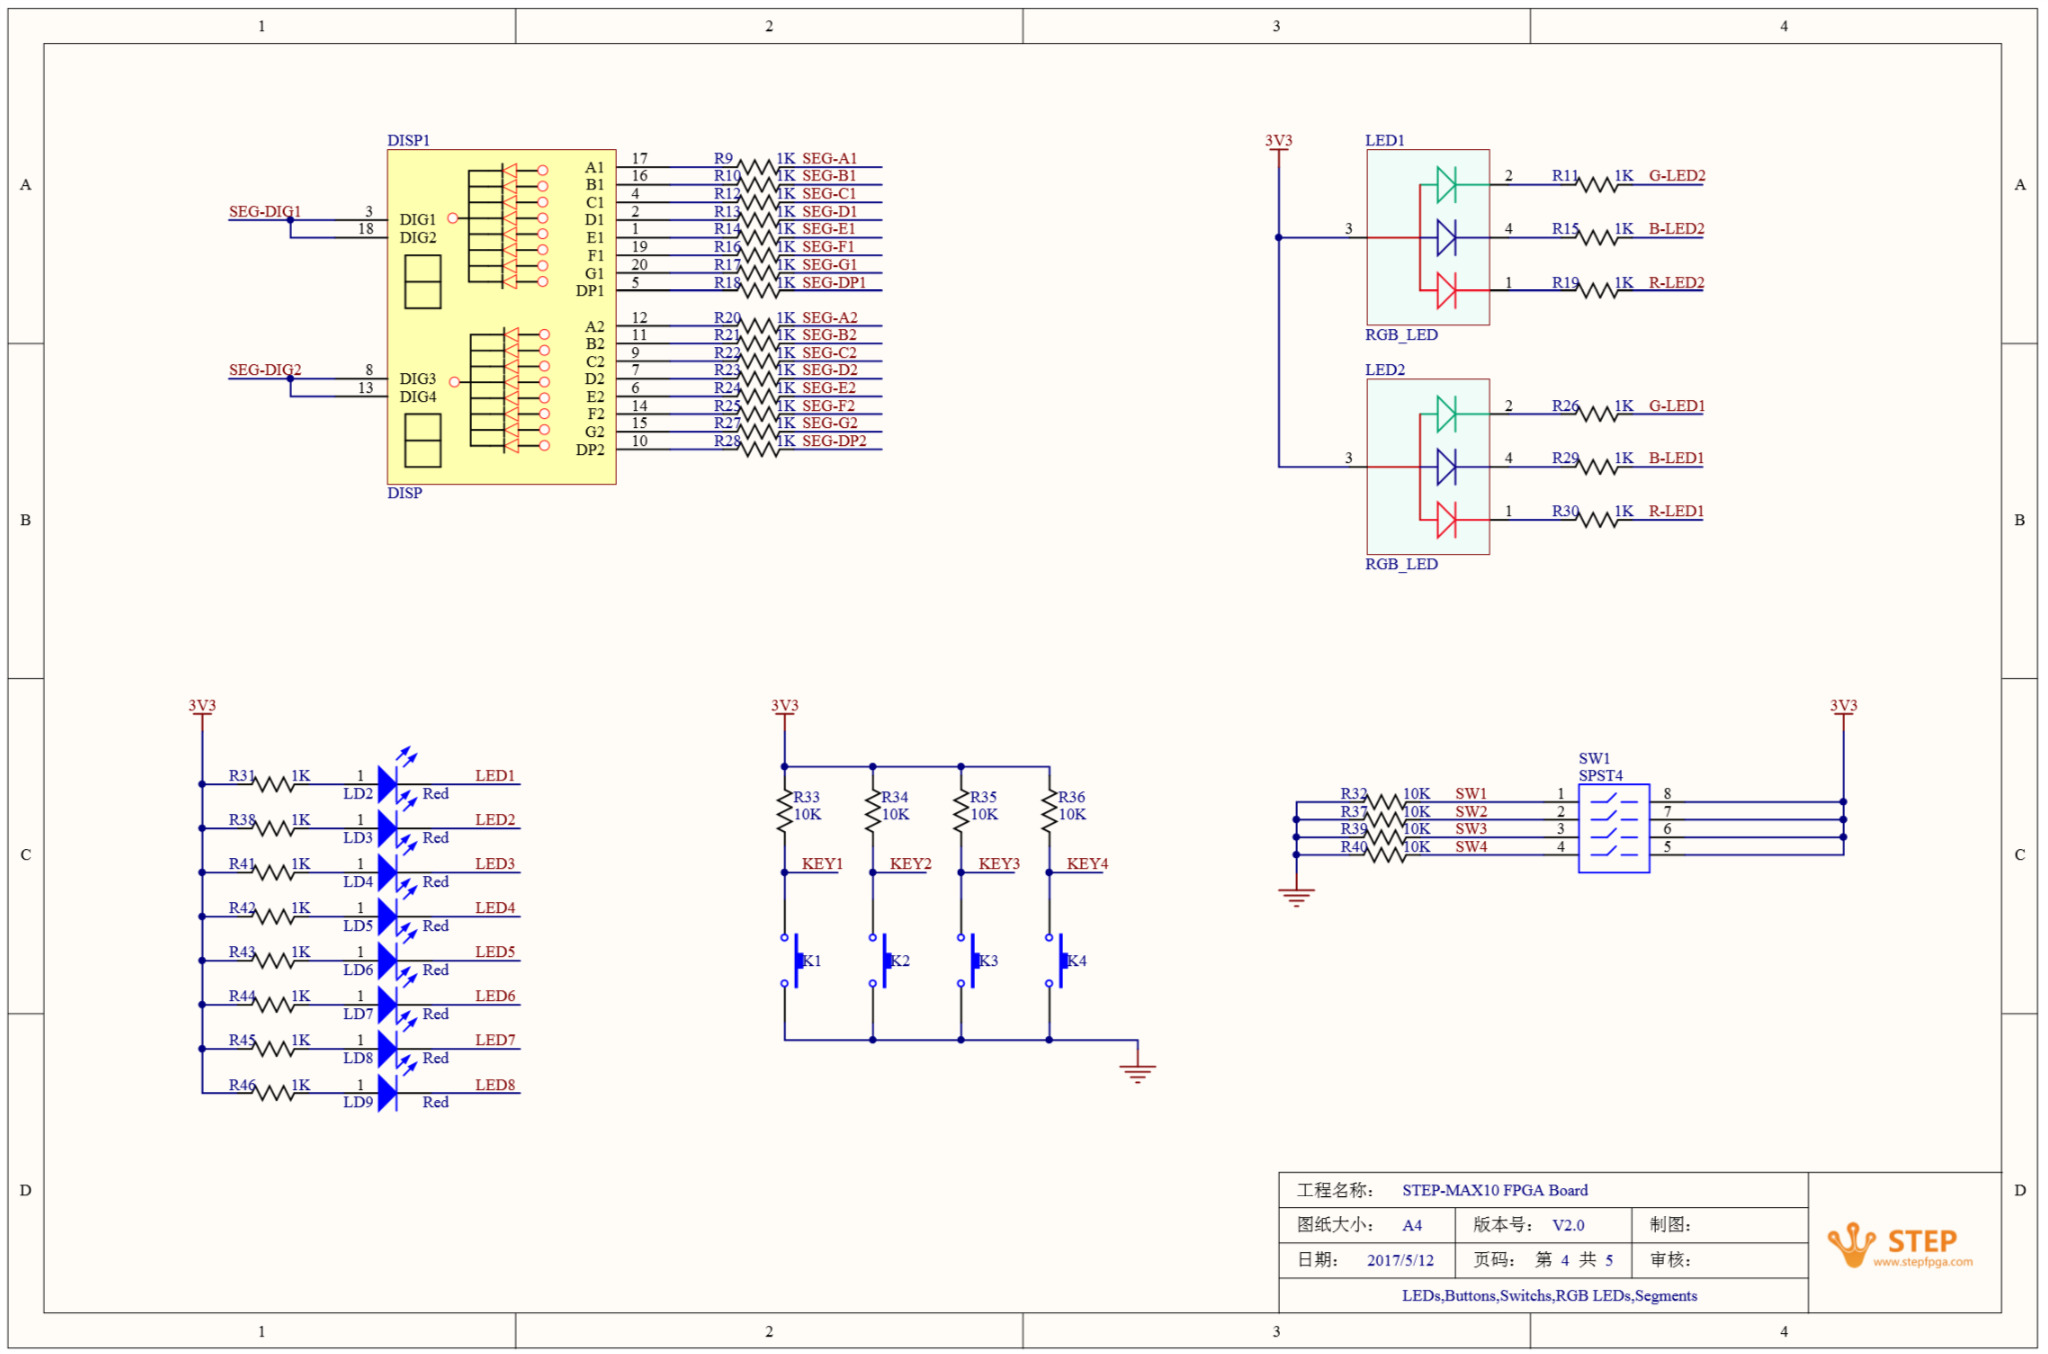 1 2 3 4
A
B
C
D
A
B
C
D
DISP1
SEG-DIG1
3 DIG1
18 DIG2
SEG-DIG2
8 DIG3
13 DIG4
A1 17 R9 1K SEG-A1
B1 16 R10 1K SEG-B1
C1 4 R12 1K SEG-C1
D1 2 R13 1K SEG-D1
E1 1 R14 1K SEG-E1
F1 19 R16 1K SEG-F1
G1 20 R17 1K SEG-G1
DP1 5 R18 1K SEG-DP1
A2 12 R20 1K SEG-A2
B2 11 R21 1K SEG-B2
C2 9 R22 1K SEG-C2
D2 7 R23 1K SEG-D2
E2 6 R24 1K SEG-E2
F2 14 R25 1K SEG-F2
G2 15 R27 1K SEG-G2
DP2 10 R28 1K SEG-DP2
DISP
3V3
LED1
2 R11 1K G-LED2
3 4 R15 1K B-LED2
1 R19 1K R-LED2
RGB_LED
LED2
2 R26 1K G-LED1
3 4 R29 1K B-LED1
1 R30 1K R-LED1
RGB_LED
3V3
R31 1K 1 LED1
LD2 Red
R38 1K 1 LED2
LD3 Red
R41 1K 1 LED3
LD4 Red
R42 1K 1 LED4
LD5 Red
R43 1K 1 LED5
LD6 Red
R44 1K 1 LED6
LD7 Red
R45 1K 1 LED7
LD8 Red
R46 1K 1 LED8
LD9 Red
3V3
R33 R34 R35 R36
10K 10K 10K 10K
KEY1 KEY2 KEY3 KEY4
K1 K2 K3 K4
3V3
SW1
SPST4
R32 10K SW1 1 8
R37 10K SW2 2 7
R39 10K SW3 3 6
R40 10K SW4 4 5
工程名称： STEP-MAX10 FPGA Board
图纸大小： A4 版本号： V2.0 制图：
日期： 2017/5/12 页码： 第 4 共 5 审核：
LEDs,Buttons,Switchs,RGB LEDs,Segments
STEP
www.stepfpga.com
1 2 3 4